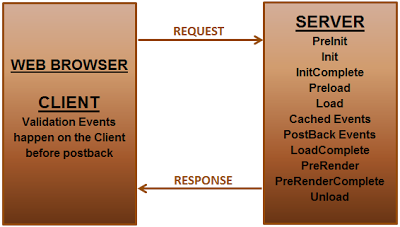 WEB BROWSER
CLIENT
Validation Events
happen on the Client
before postback
REQUEST
RESPONSE
SERVER
PreInit
Init
InitComplete
Preload
Load
Cached Events
PostBack Events
LoadComplete
PreRender
PreRenderComplete
Unload